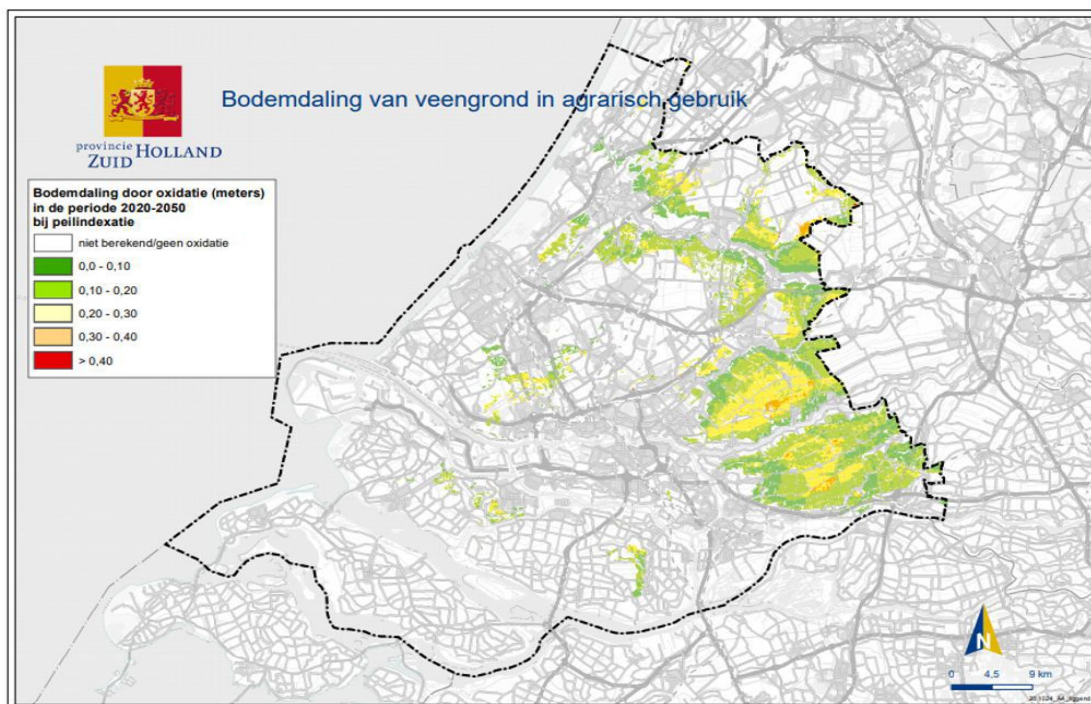 Bodemdaling van veengrond in agrarisch gebruik
provincie
ZUID HOLLAND
Bodemdaling door oxidatie (meters)
in de periode 2020-2050
bij peilindexatie
niet berekend/geen oxidatie
0,0 - 0,10
0,10 - 0,20
0,20 - 0,30
0,30 - 0,40
> 0,40
N
0 4,5 9 km